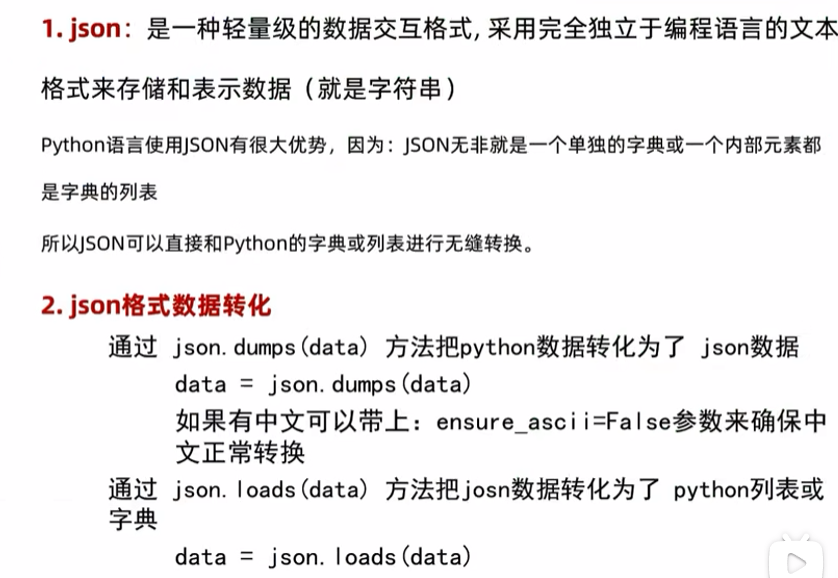 1. json：是一种轻量级的数据交互格式, 采用完全独立于编程语言的文本
格式来存储和表示数据（就是字符串）
Python语言使用JSON有很大优势，因为：JSON无非就是一个单独的字典或一个内部元素都
是字典的列表
所以JSON可以直接和Python的字典或列表进行无缝转换。
2. json格式数据转化
通过 json.dumps(data) 方法把python数据转化为了 json数据
data = json.dumps(data)
如果有中文可以带上：ensure_ascii=False参数来确保中
文正常转换
通过 json.loads(data) 方法把josn数据转化为了 python列表或
字典
data = json.loads(data)